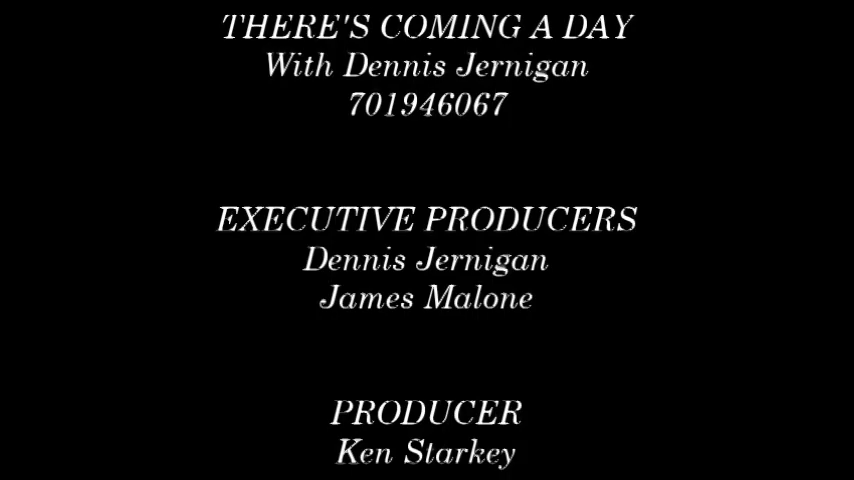 THERE'S COMING A DAY
With Dennis Jernigan
701946067
EXECUTIVE PRODUCERS
Dennis Jernigan
James Malone
PRODUCER
Ken Starkey